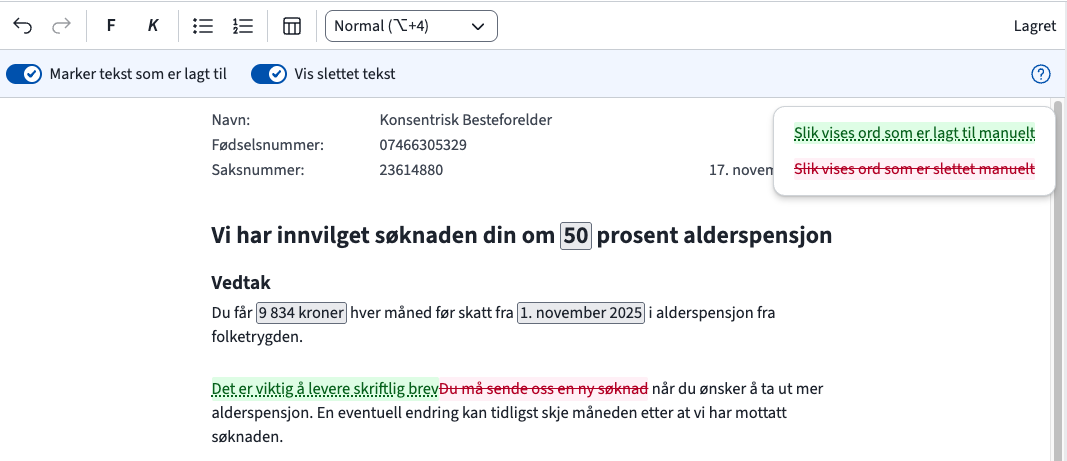 F K Normal (⌥+4) Lagret
Marker tekst som er lagt til Vis slettet tekst
Slik vises ord som er lagt til manuelt
Slik vises ord som er slettet manuelt
Navn: Konsentrisk Besteforelder
Fødselsnummer: 07466305329
Saksnummer: 23614880 17.
Vi har innvilget søknaden din om 50 prosent alderspensjon
Vedtak
Du får 9 834 kroner hver måned før skatt fra 1. november 2025 i alderspensjon fra
folketrygden.
Det er viktig å levere skriftlig brevDu må sende oss en ny søknad når du ønsker å ta ut mer
alderspensjon. En eventuell endring kan tidligst skje måneden etter at vi har mottatt
søknaden.